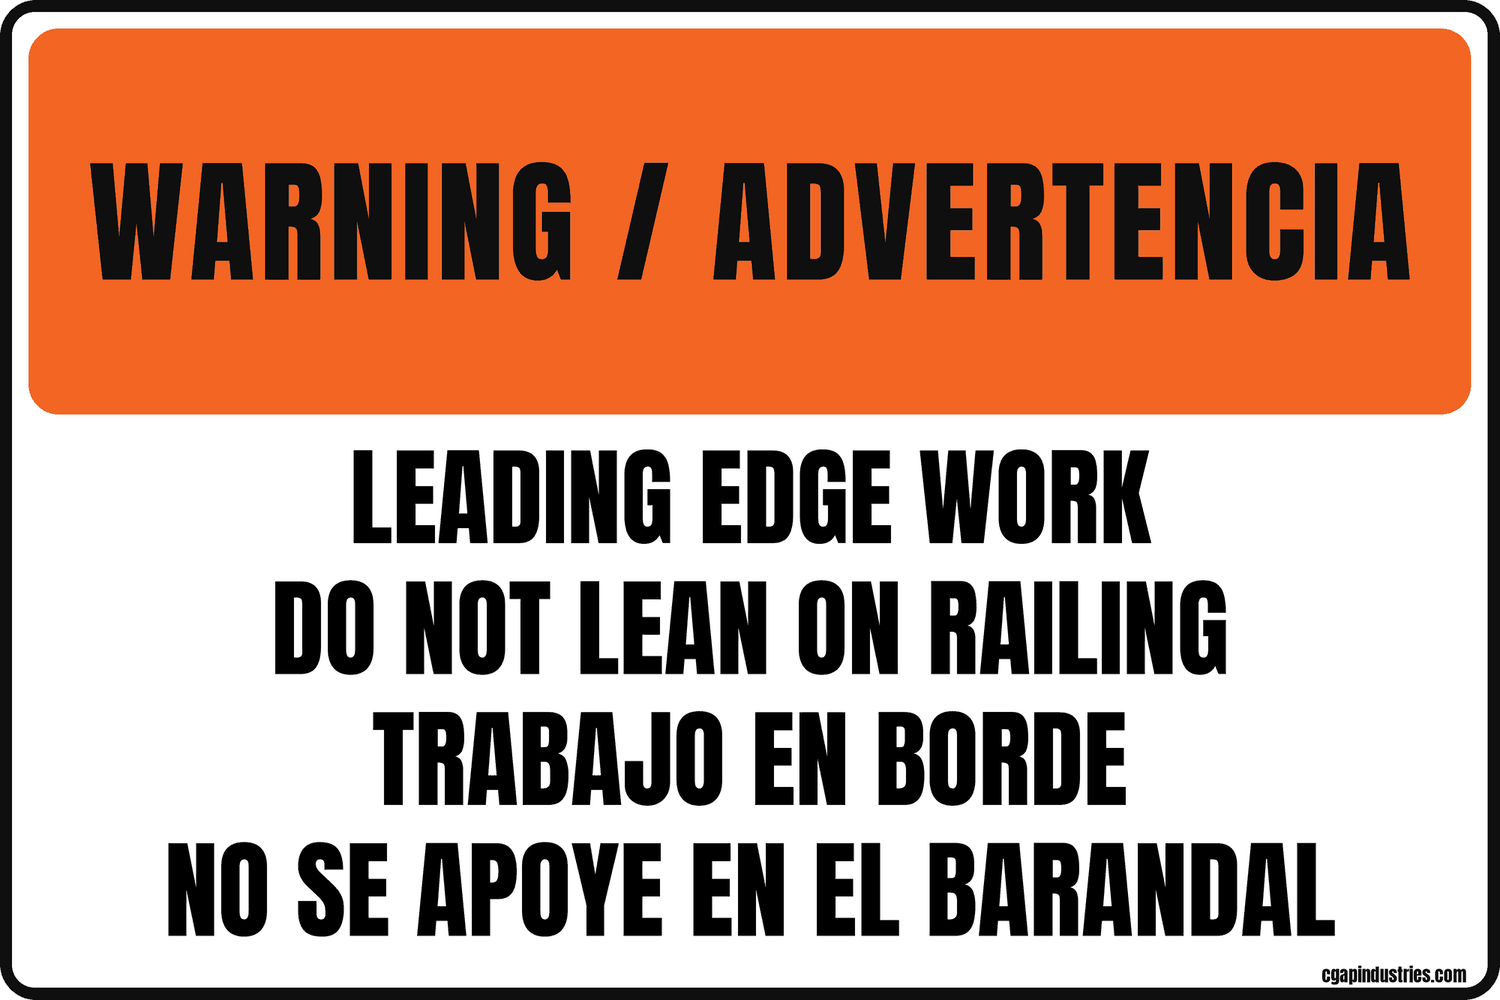 WARNING / ADVERTENCIA
LEADING EDGE WORK
DO NOT LEAN ON RAILING
TRABAJO EN BORDE
NO SE APOYE EN EL BARANDAL
cgapindustries.com